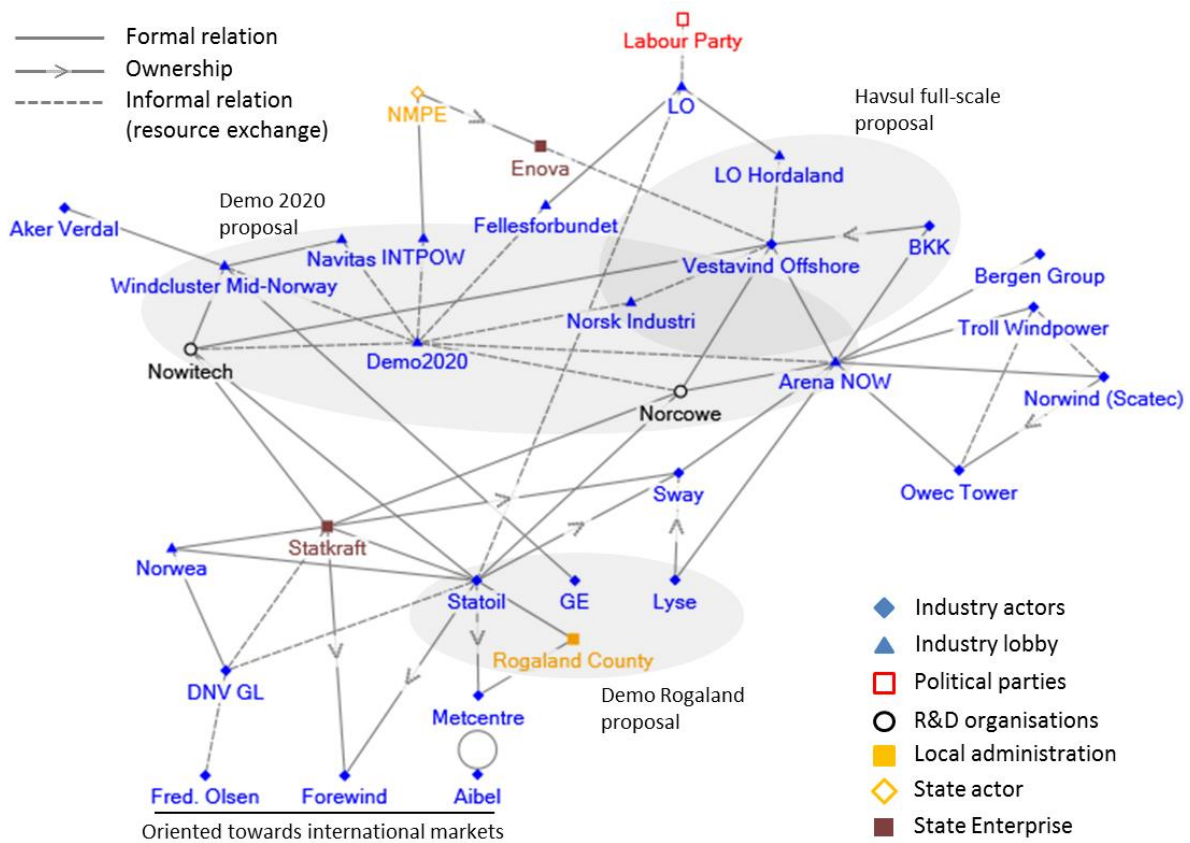 Formal relation
Ownership
Informal relation
(resource exchange)
Labour Party
LO
NMPE
Havsul full-scale
proposal
Enova
LO Hordaland
Demo 2020
proposal
Aker Verdal
Fellesforbundet
Navitas INTPOW
BKK
Vestavind Offshore
Bergen Group
Windcluster Mid-Norway
Norsk Industri
Troll Windpower
Demo2020
Nowitech
Arena NOW
Norwind (Scatec)
Norcowe
Sway
Owec Tower
Statkraft
Norwea
Statoil
GE
Lyse
Industry actors
Industry lobby
Rogaland County
Political parties
DNV GL
Demo Rogaland
proposal
Metcentre
R&D organisations
Local administration
Fred. Olsen
Forewind
Aibel
State actor
Oriented towards international markets
State Enterprise